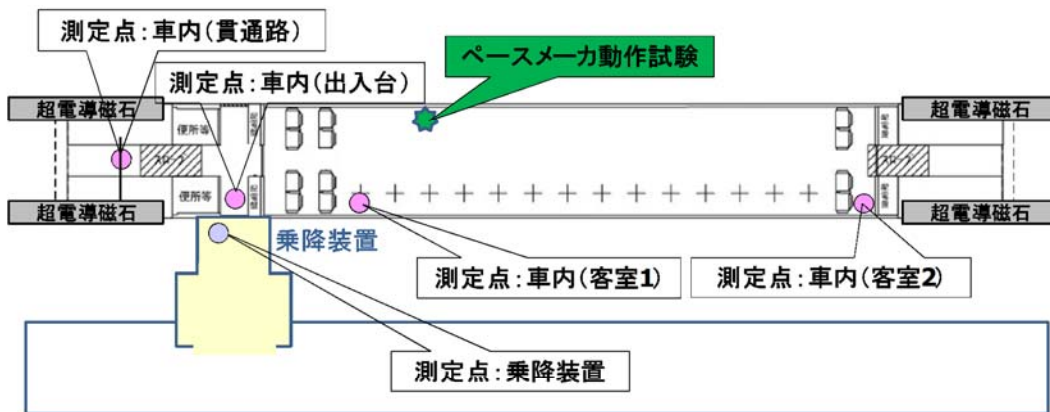 測定点：車内(貫通路)
ペースメーカ動作試験
測定点：車内(出入台)
超電導磁石
超電導磁石
便所等
便所等
超電導磁石
超電導磁石
乗降装置
測定点：車内(客室1)
測定点：車内(客室2)
測定点：乗降装置